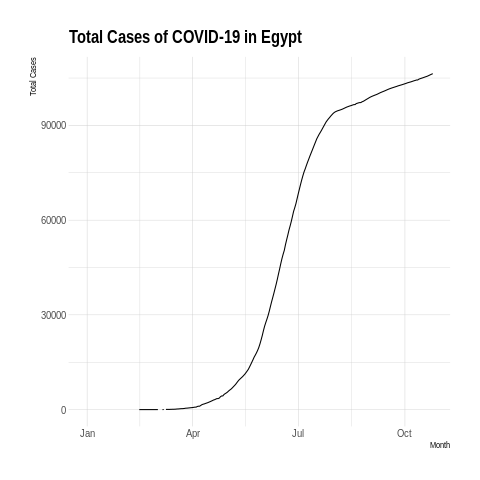 Total Cases of COVID-19 in Egypt
Total Cases
90000
60000
30000
0
Jan Apr Jul Oct
Month